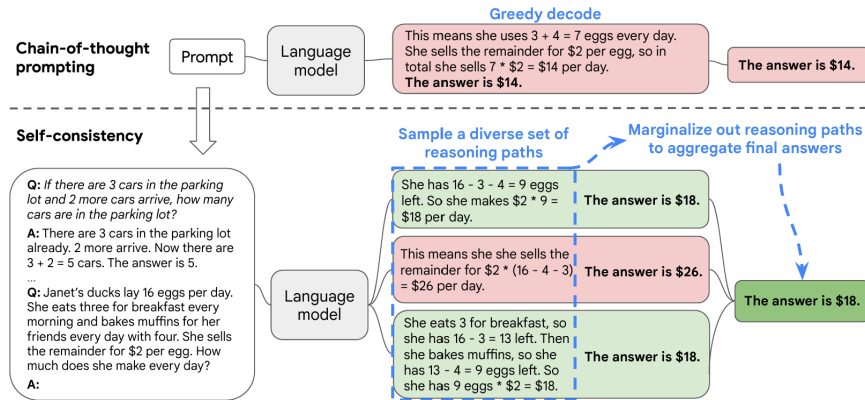 Greedy decode
Chain-of-thought
prompting
Prompt
Language
model
This means she uses 3 + 4 = 7 eggs every day.
She sells the remainder for $2 per egg, so in
total she sells 7 * $2 = $14 per day.
The answer is $14.
The answer is $14.
Self-consistency
Sample a diverse set of
reasoning paths
Marginalize out reasoning paths
to aggregate final answers
Q: If there are 3 cars in the parking
lot and 2 more cars arrive, how many
cars are in the parking lot?
A: There are 3 cars in the parking lot
already. 2 more arrive. Now there are
3 + 2 = 5 cars. The answer is 5.
...
Q: Janet's ducks lay 16 eggs per day.
She eats three for breakfast every
morning and bakes muffins for her
friends every day with four. She sells
the remainder for $2 per egg. How
much does she make every day?
A:
Language
model
She has 16 - 3 - 4 = 9 eggs
left. So she makes $2 * 9 =
$18 per day.
The answer is $18.
This means she she sells the
remainder for $2 * (16 - 4 - 3)
= $26 per day.
The answer is $26.
She eats 3 for breakfast, so
she has 16 - 3 = 13 left. Then
she bakes muffins, so she
has 13 - 4 = 9 eggs left. So
she has 9 eggs * $2 = $18.
The answer is $18.
The answer is $18.